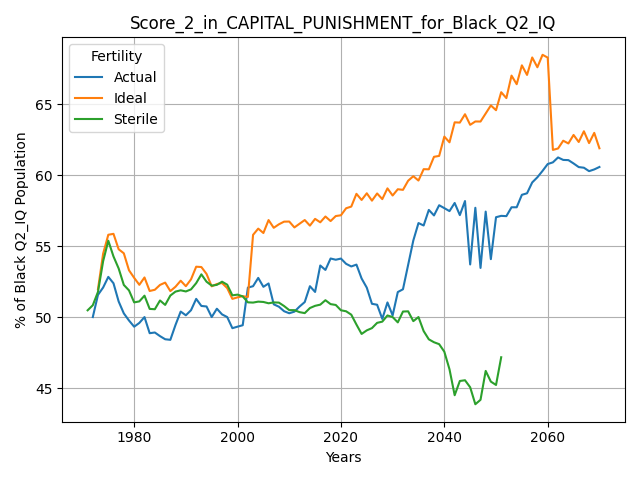 Score_2_in_CAPITAL_PUNISHMENT_for_Black_Q2_IQ
Fertility
Actual
Ideal
Sterile
% of Black Q2_IQ Population
65
60
55
50
45
1980
2000
2020
2040
2060
Years